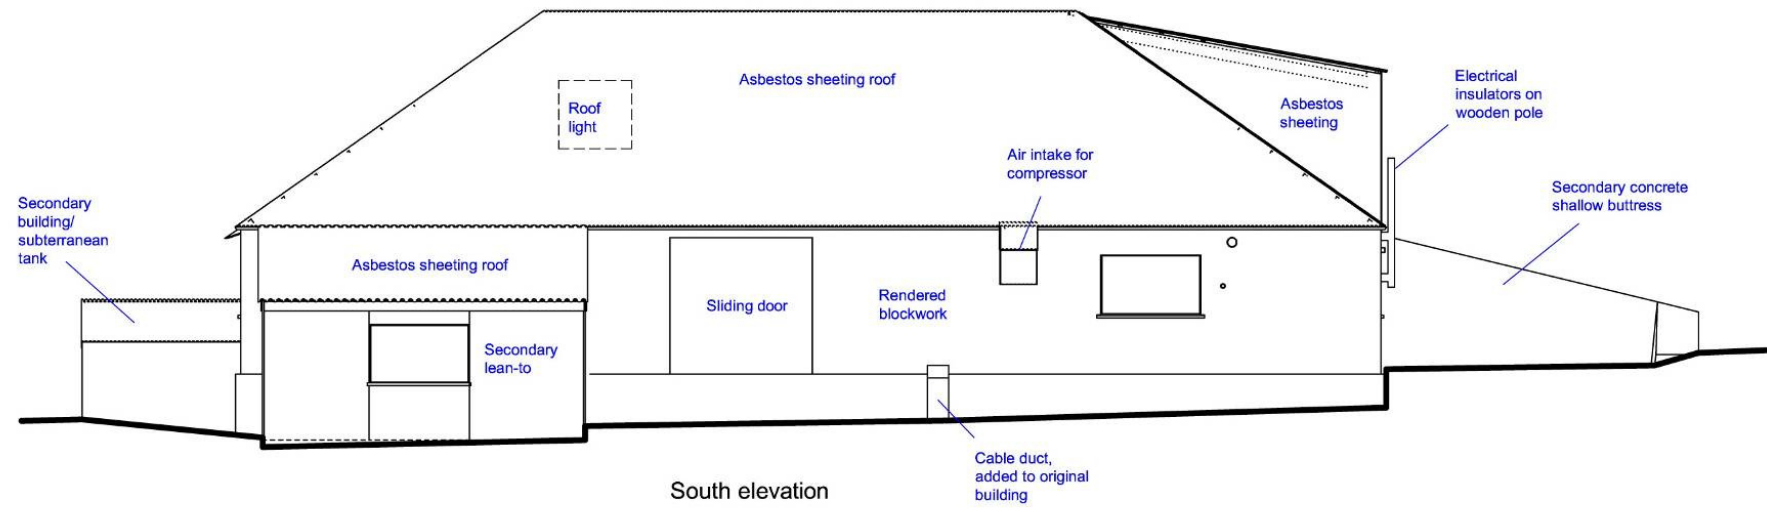 Asbestos sheeting roof
Roof
light
Asbestos
sheeting
Electrical
insulators on
wooden pole
Air intake for
compressor
Secondary concrete
shallow buttress
Secondary
building/
subterranean
tank
Asbestos sheeting roof
Sliding door
Rendered
blockwork
Secondary
lean-to
Cable duct,
added to original
building
South elevation